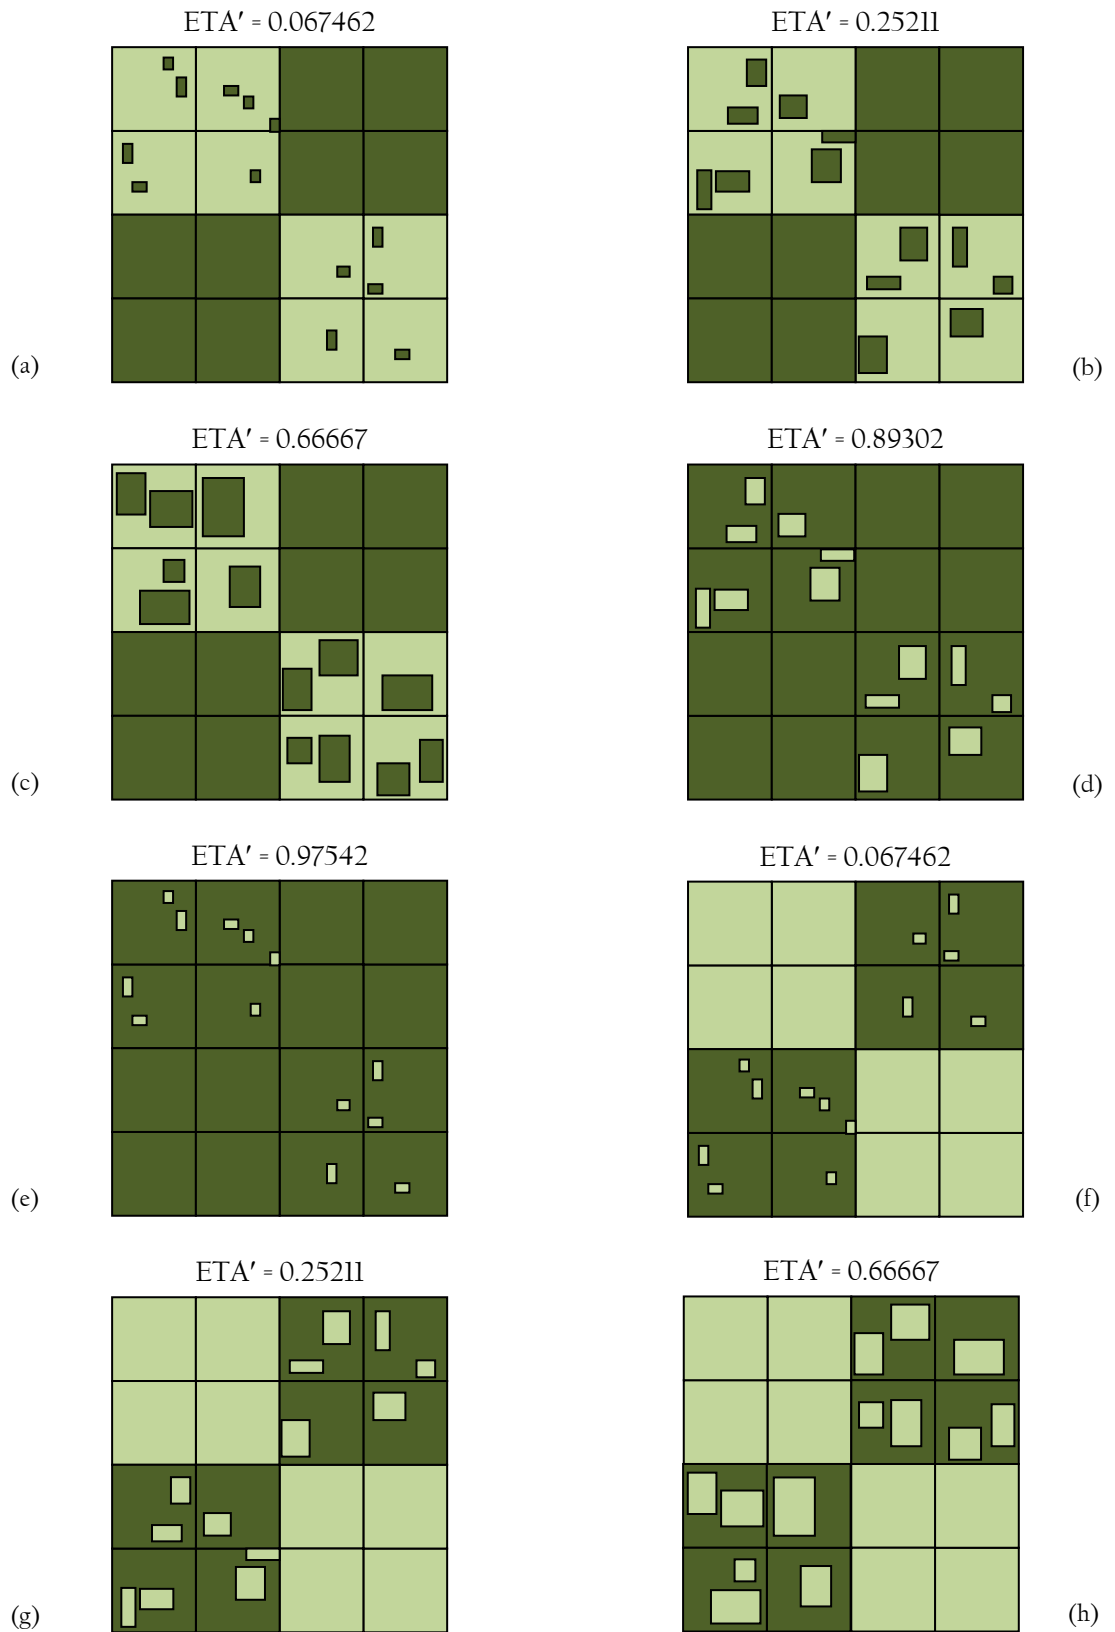 ETA′ = 0.067462
ETA′ = 0.25211
(a)
(b)
ETA′ = 0.66667
ETA′ = 0.89302
(c)
(d)
ETA′ = 0.97542
ETA′ = 0.067462
(e)
(f)
ETA′ = 0.25211
ETA′ = 0.66667
(g)
(h)